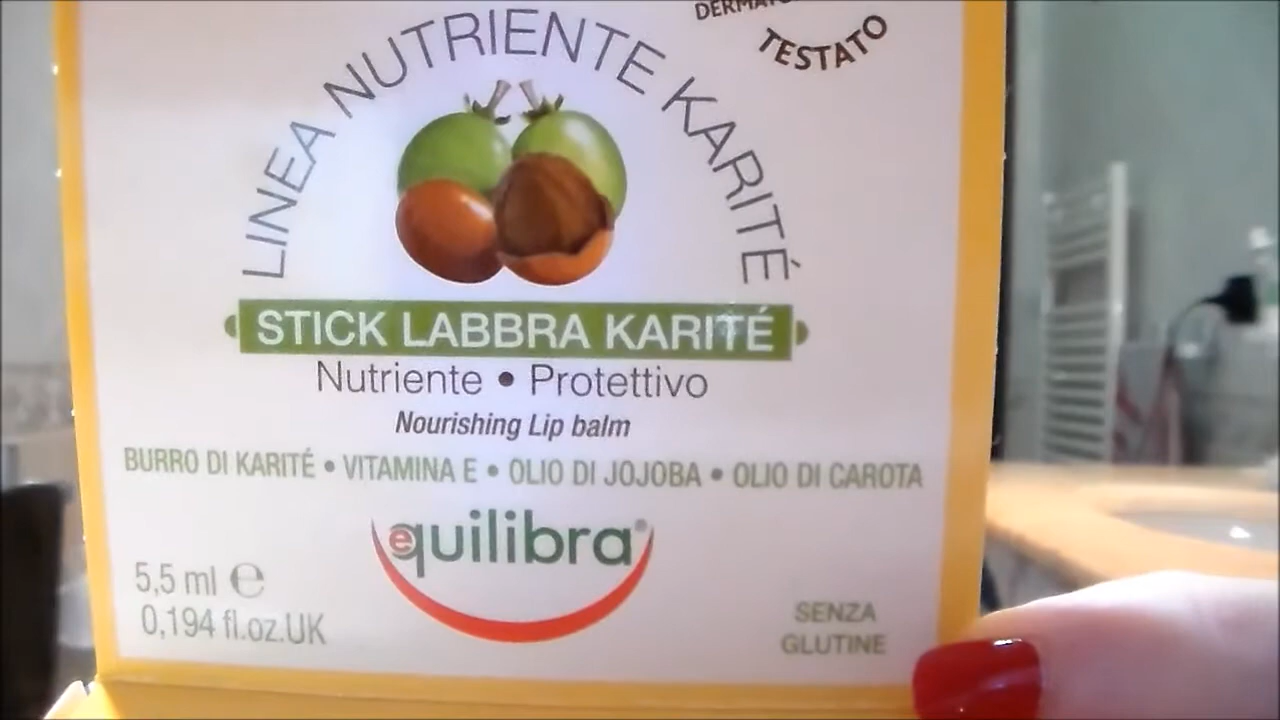 TESTATO
LINEA NUTRIENTE KARITÉ
STICK LABBRA KARITÉ
Nutriente • Protettivo
Nourishing Lip balm
BURRO DI KARITÉ • VITAMINA E • OLIO DI JOJOBA • OLIO DI CAROTA
equilibra®
5,5 ml ℮
0,194 fl.oz.UK
SENZA
GLUTINE